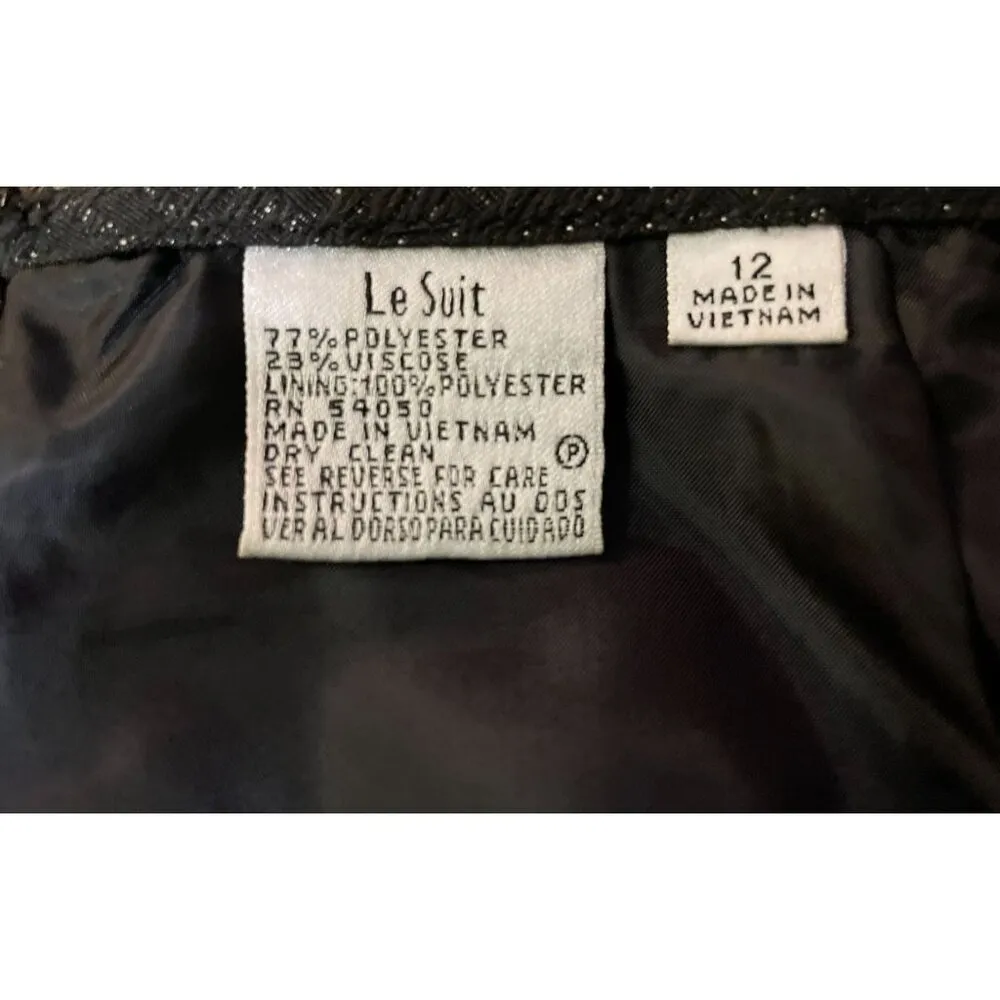 Le Suit
77% POLYESTER
23% VISCOSE
LINING:100% POLYESTER
RN 54050
MADE IN VIETNAM
DRY CLEAN Ⓟ
SEE REVERSE FOR CARE
INSTRUCTIONS AU DOS
VER AL DORSO PARA CUIDADO
12
MADE IN
VIETNAM